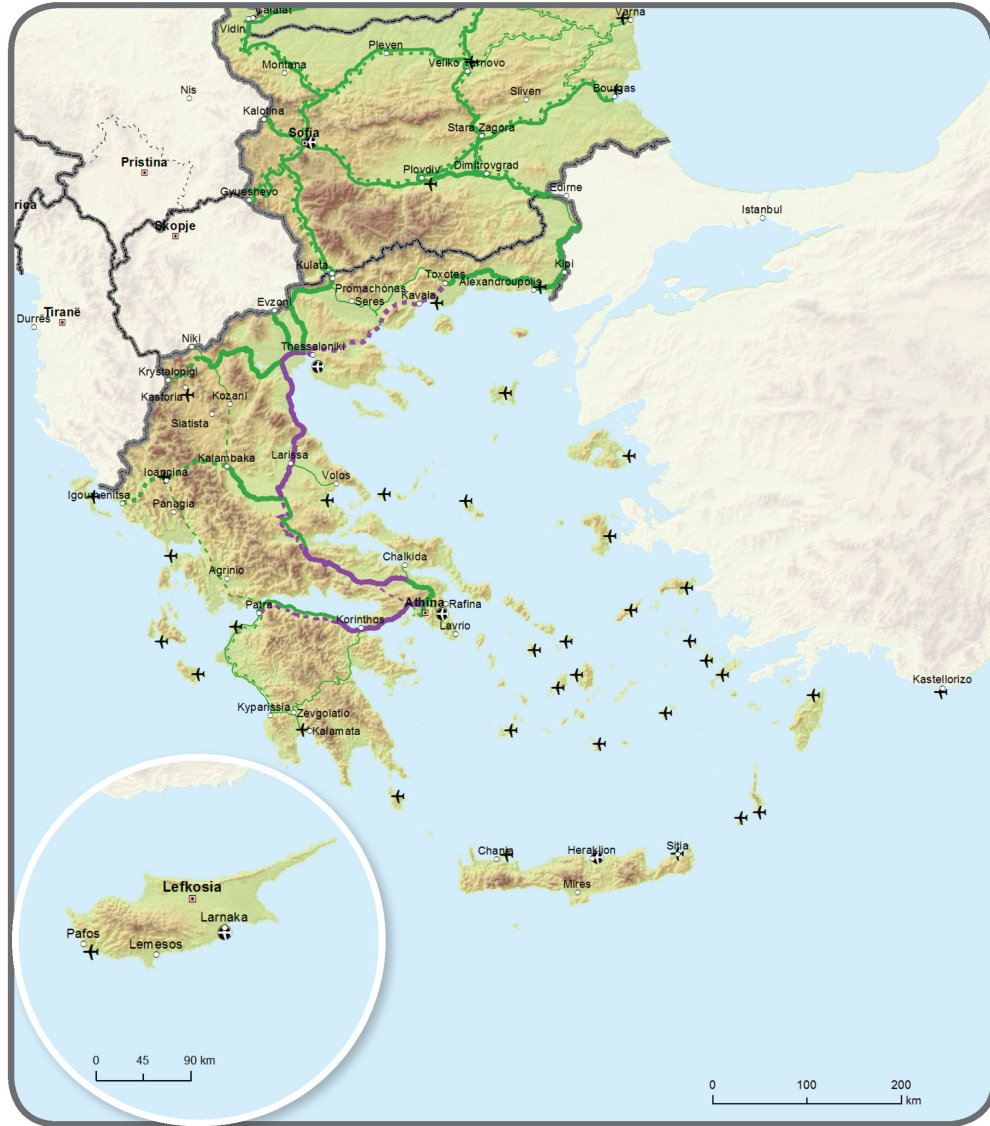 Calafat
Varna
Vidin
Pleven
Montana
Veliko Tarnovo
Nis
Sliven
Bourgas
Kalotina
Sofia
Stara Zagora
Pristina
Plovdiv
Dimitrovgrad
Gyueshevo
Edirne
rica
Istanbul
Skopje
Kulata
Kipi
Toxotes
Alexandroupolis
Promachonas
Seres
Kavala
Evzoni
Tiranë
Durrës
Niki
Thessaloniki
Krystalopigi
Kastoria
Kozani
Siatista
Larissa
Kalambaka
Ioannina
Volos
Igoumenitsa
Panagia
Chalkida
Agrinio
Patra
Athina
Rafina
Korinthos
Lavrio
Kastellorizo
Kyparissia
Zevgolatio
Kalamata
Chania
Heraklion
Sitia
Mires
Lefkosia
Larnaka
Pafos
Lemesos
0 45 90 km
0 100 200
km